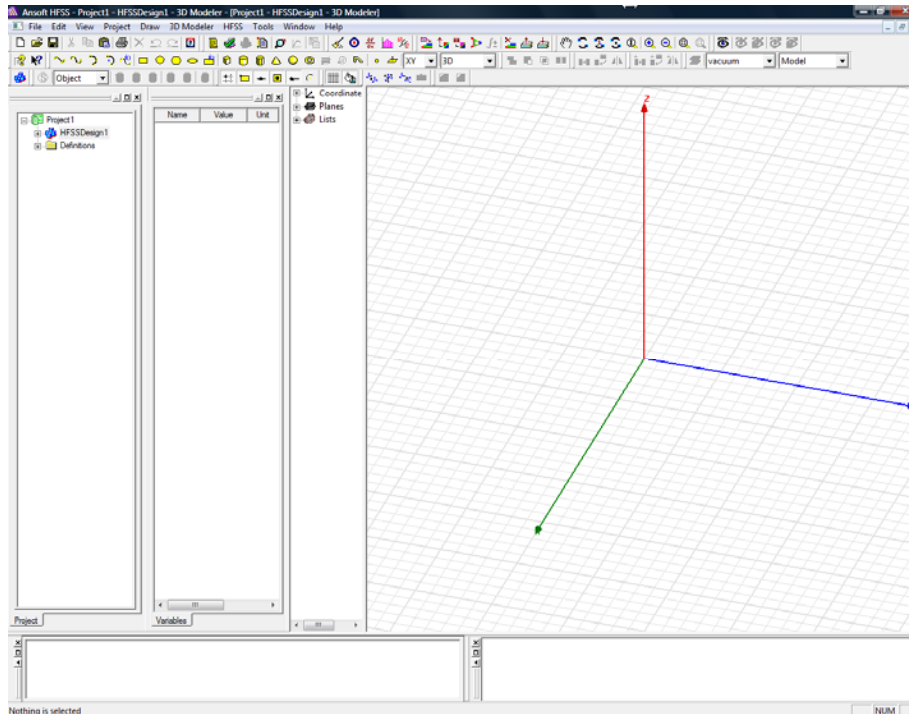 Ansoft HFSS - Project1 - HFSSDesign1 - 3D Modeler - [Project1 - HFSSDesign1 - 3D Modeler]
File Edit View Project Draw 3D Modeler HFSS Tools Window Help
XY 3D vacuum Model
Object
Name Value Unit
Project1
HFSSDesign1
Definitions
Coordinate
Planes
Lists
Z
Project
Variables
Nothing is selected
NUM